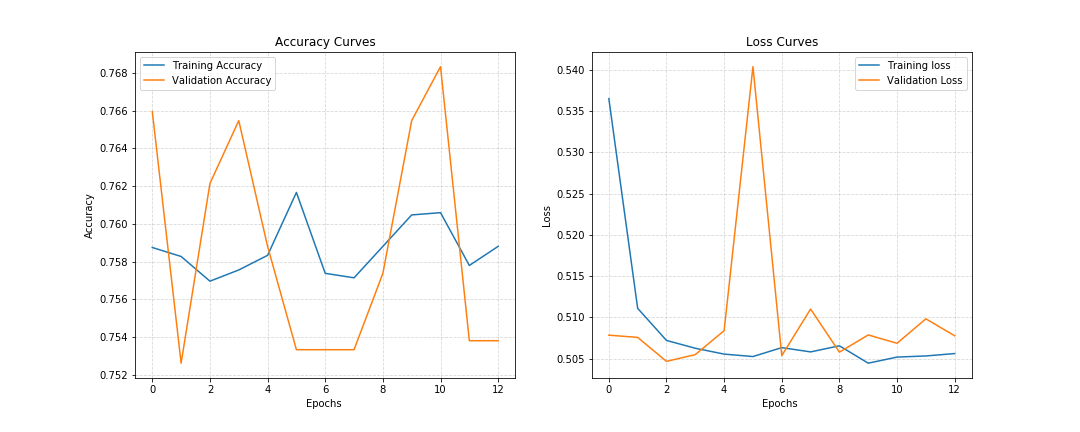 Accuracy Curves
Training Accuracy
Validation Accuracy
0.768
0.766
0.764
0.762
0.760
0.758
0.756
0.754
0.752
Accuracy
0 2 4 6 8 10 12
Epochs
Loss Curves
Training loss
Validation Loss
0.540
0.535
0.530
0.525
0.520
0.515
0.510
0.505
Loss
0 2 4 6 8 10 12
Epochs